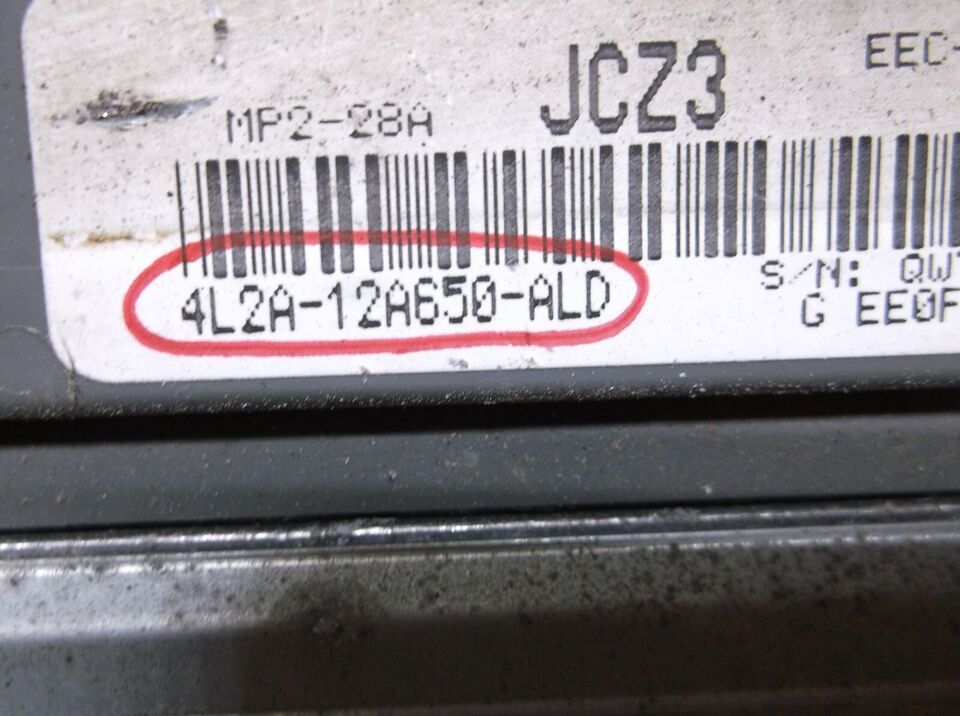 JCZ3
EEC-
MP2-28A
4L2A-12A650-ALD
S/N: QW
G EE0F